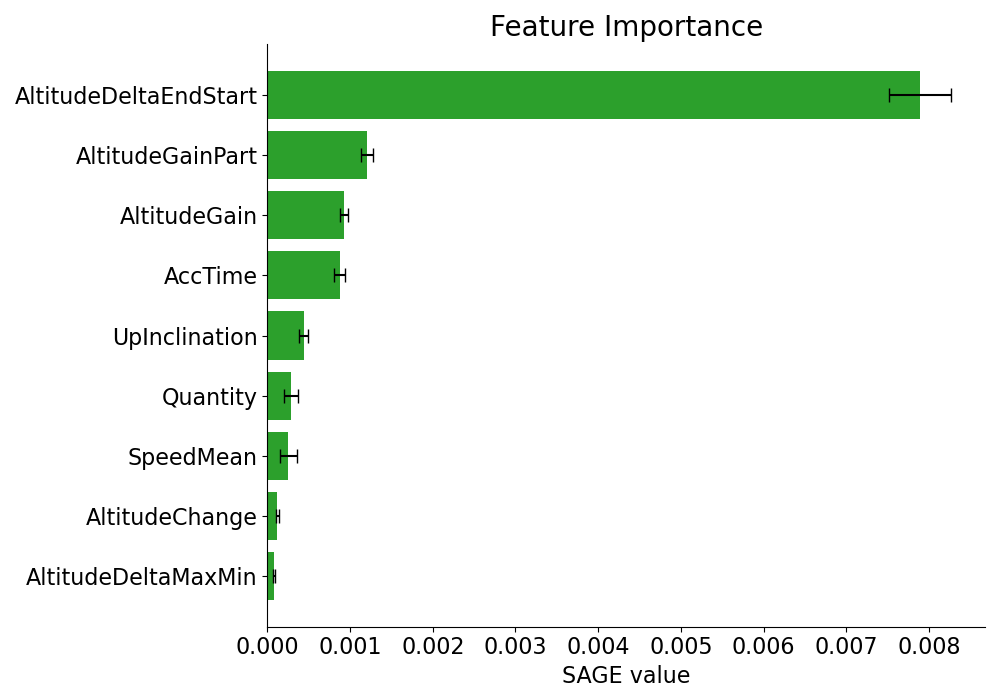 Feature Importance
AltitudeDeltaEndStart
AltitudeGainPart
AltitudeGain
AccTime
UpInclination
Quantity
SpeedMean
AltitudeChange
AltitudeDeltaMaxMin
0.000 0.001 0.002 0.003 0.004 0.005 0.006 0.007 0.008
SAGE value